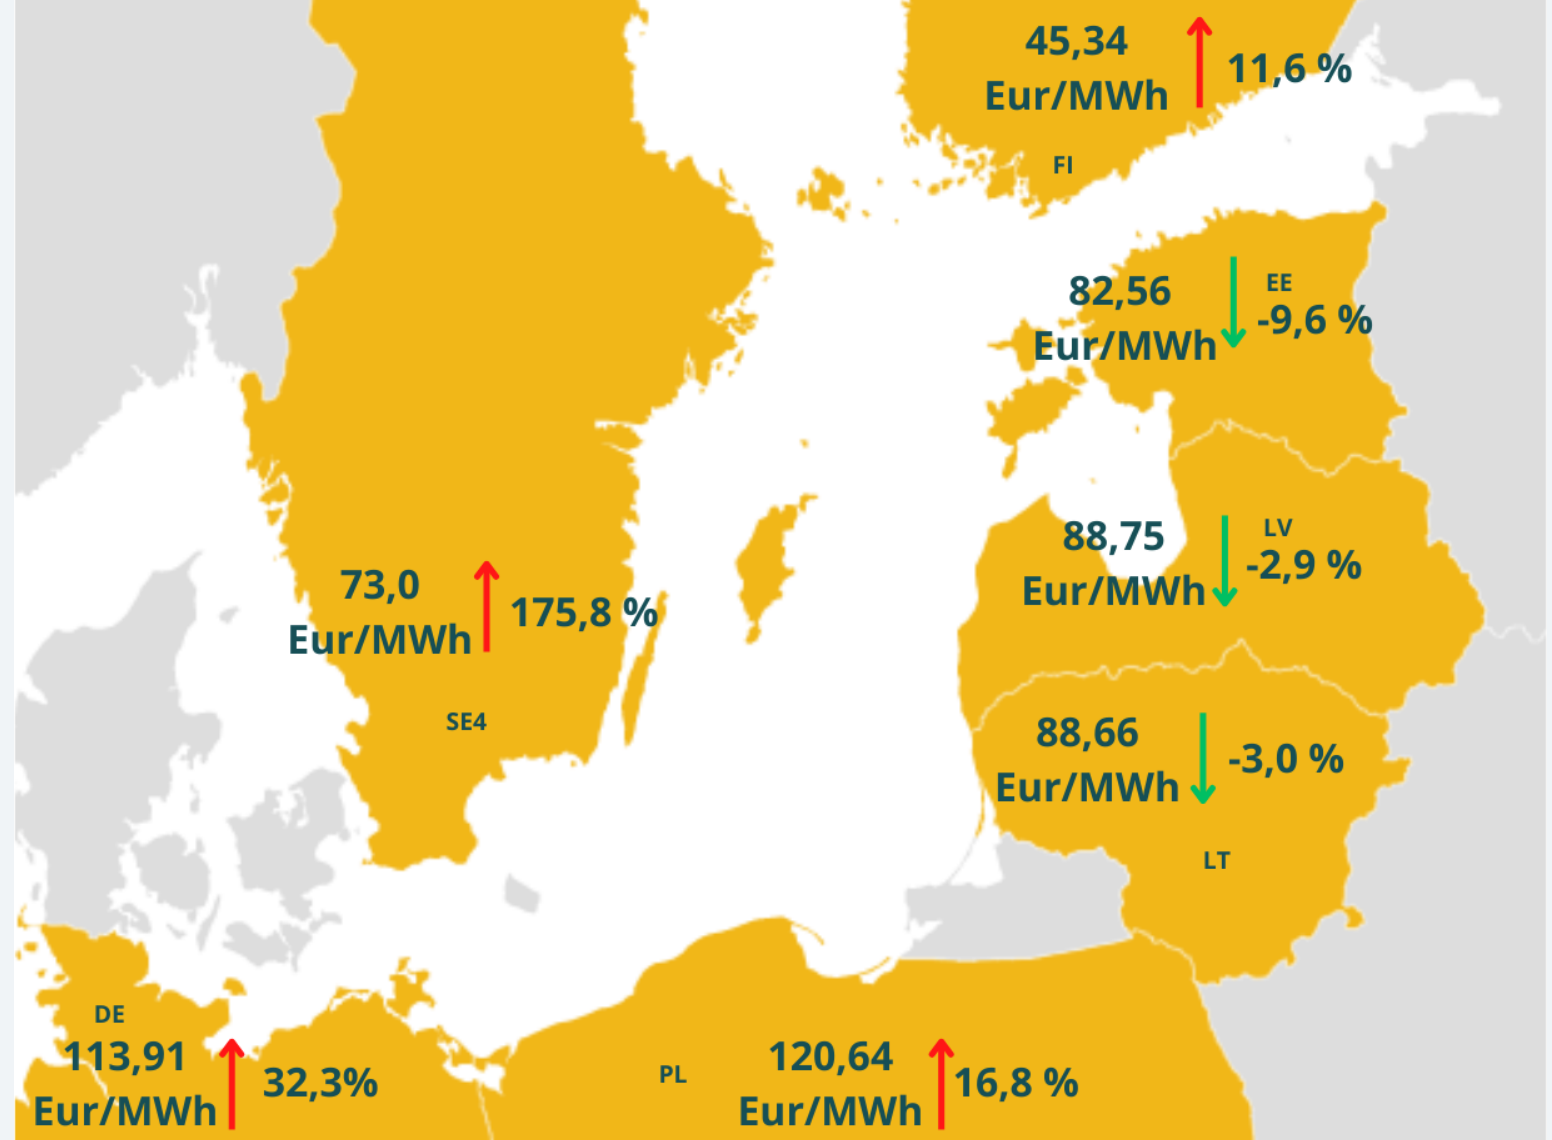 45,34
Eur/MWh
11,6 %
FI
82,56
Eur/MWh
EE
-9,6 %
88,75
Eur/MWh
LV
-2,9 %
73,0
Eur/MWh
175,8 %
SE4
88,66
Eur/MWh
-3,0 %
LT
DE
113,91
Eur/MWh
32,3%
PL
120,64
Eur/MWh
16,8 %